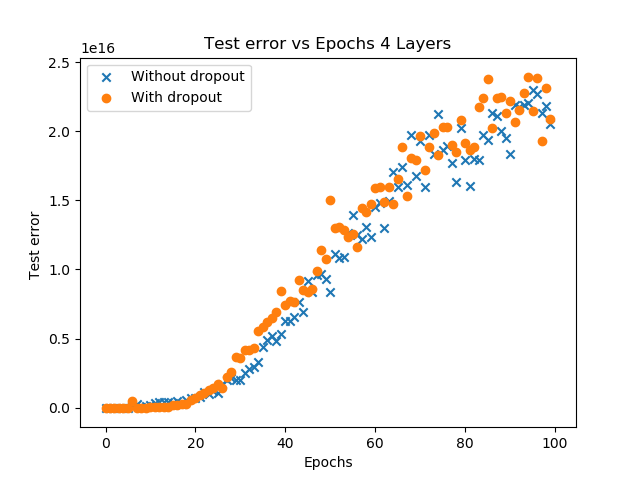 Test error vs Epochs 4 Layers
1e16
2.5
2.0
1.5
1.0
0.5
0.0
Test error
Without dropout
With dropout
0 20 40 60 80 100
Epochs